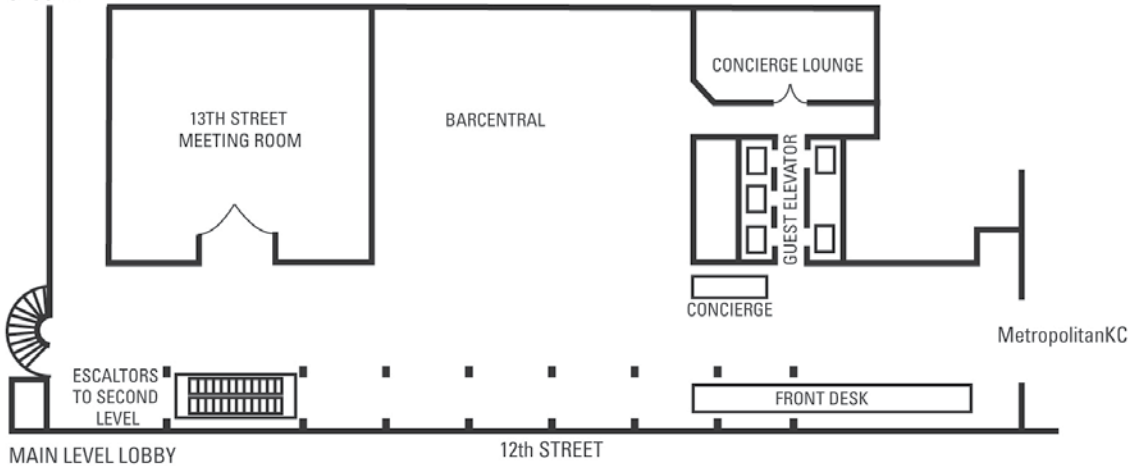 CONCIERGE LOUNGE
13TH STREET
MEETING ROOM
BARCENTRAL
GUEST ELEVATOR
CONCIERGE
MetropolitanKC
ESCALTORS
TO SECOND
LEVEL
FRONT DESK
12th STREET
MAIN LEVEL LOBBY